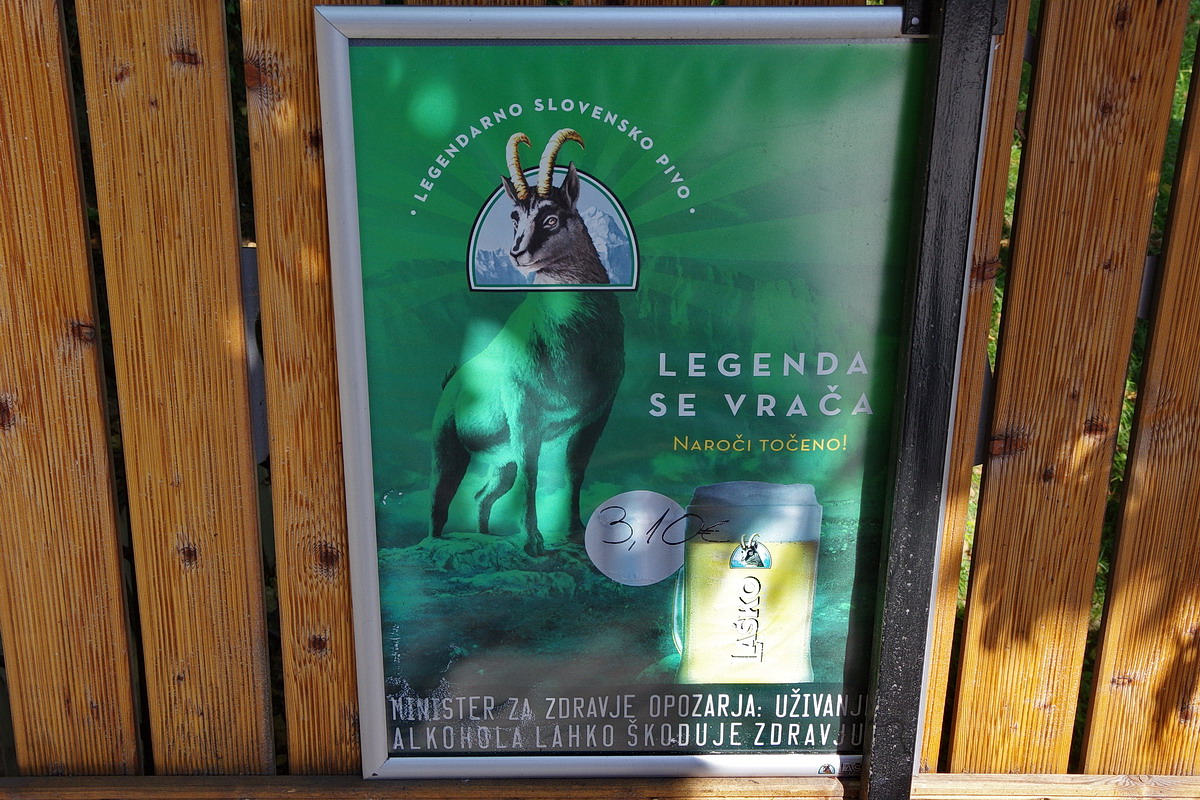 • LEGENDARNO SLOVENSKO PIVO •
LEGENDA
SE VRAČA
NAROČI TOČENO!
3,10€
LAŠKO
MINISTER ZA ZDRAVJE OPOZARJA: UŽIVANJ
ALKOHOLA LAHKO ŠKODUJE ZDRAVJU